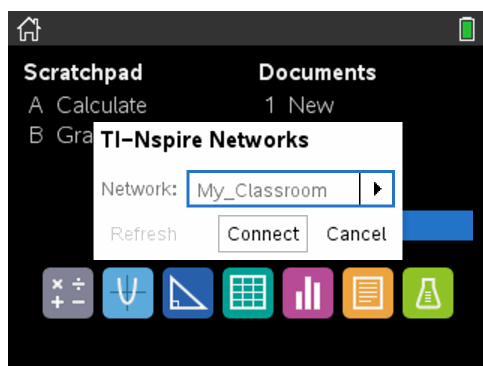 Scratchpad Documents
A Calculate 1 New
B Gra
TI-Nspire Networks
Network: My_Classroom
Refresh Connect Cancel